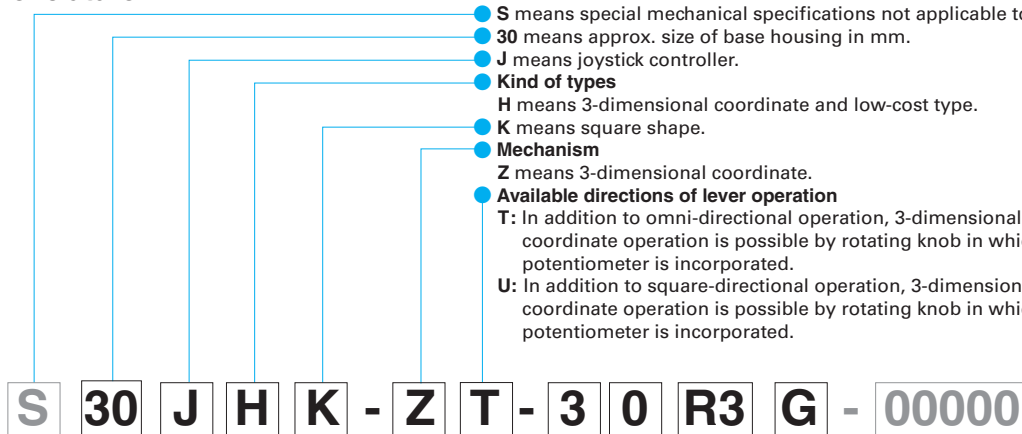 S means special mechanical specifications not applicable to
30 means approx. size of base housing in mm.
J means joystick controller.
Kind of types
H means 3-dimensional coordinate and low-cost type.
K means square shape.
Mechanism
Z means 3-dimensional coordinate.
Available directions of lever operation
T: In addition to omni-directional operation, 3-dimensional
coordinate operation is possible by rotating knob in whi
potentiometer is incorporated.
U: In addition to square-directional operation, 3-dimension
coordinate operation is possible by rotating knob in whi
potentiometer is incorporated.
S 30 J H K - Z T - 3 0 R3 G - 00000